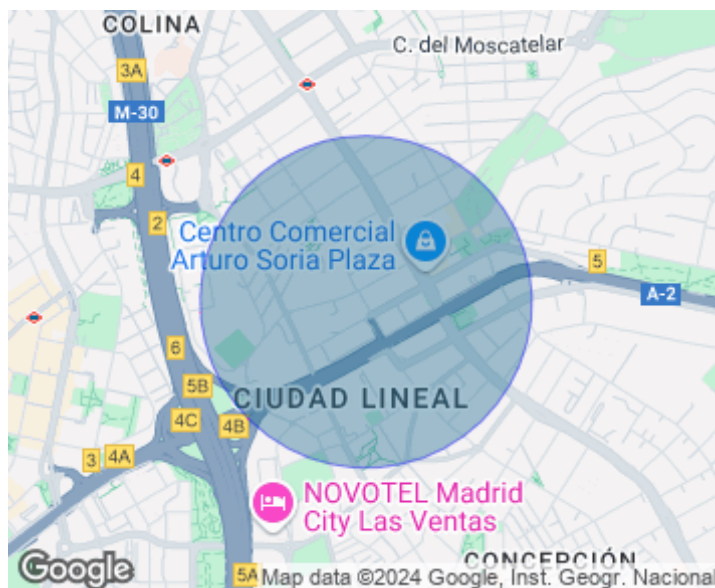 COLINA
C. del Moscatelar
3A
M-30
4
2
Centro Comercial
Arturo Soria Plaza
5
A-2
6
5B
CIUDAD LINEAL
4C
4B
3
4A
NOVOTEL Madrid
City Las Ventas
CONCEPCIÓN
Google
5A
Map data ©2024 Google, Inst. Geogr. Nacional